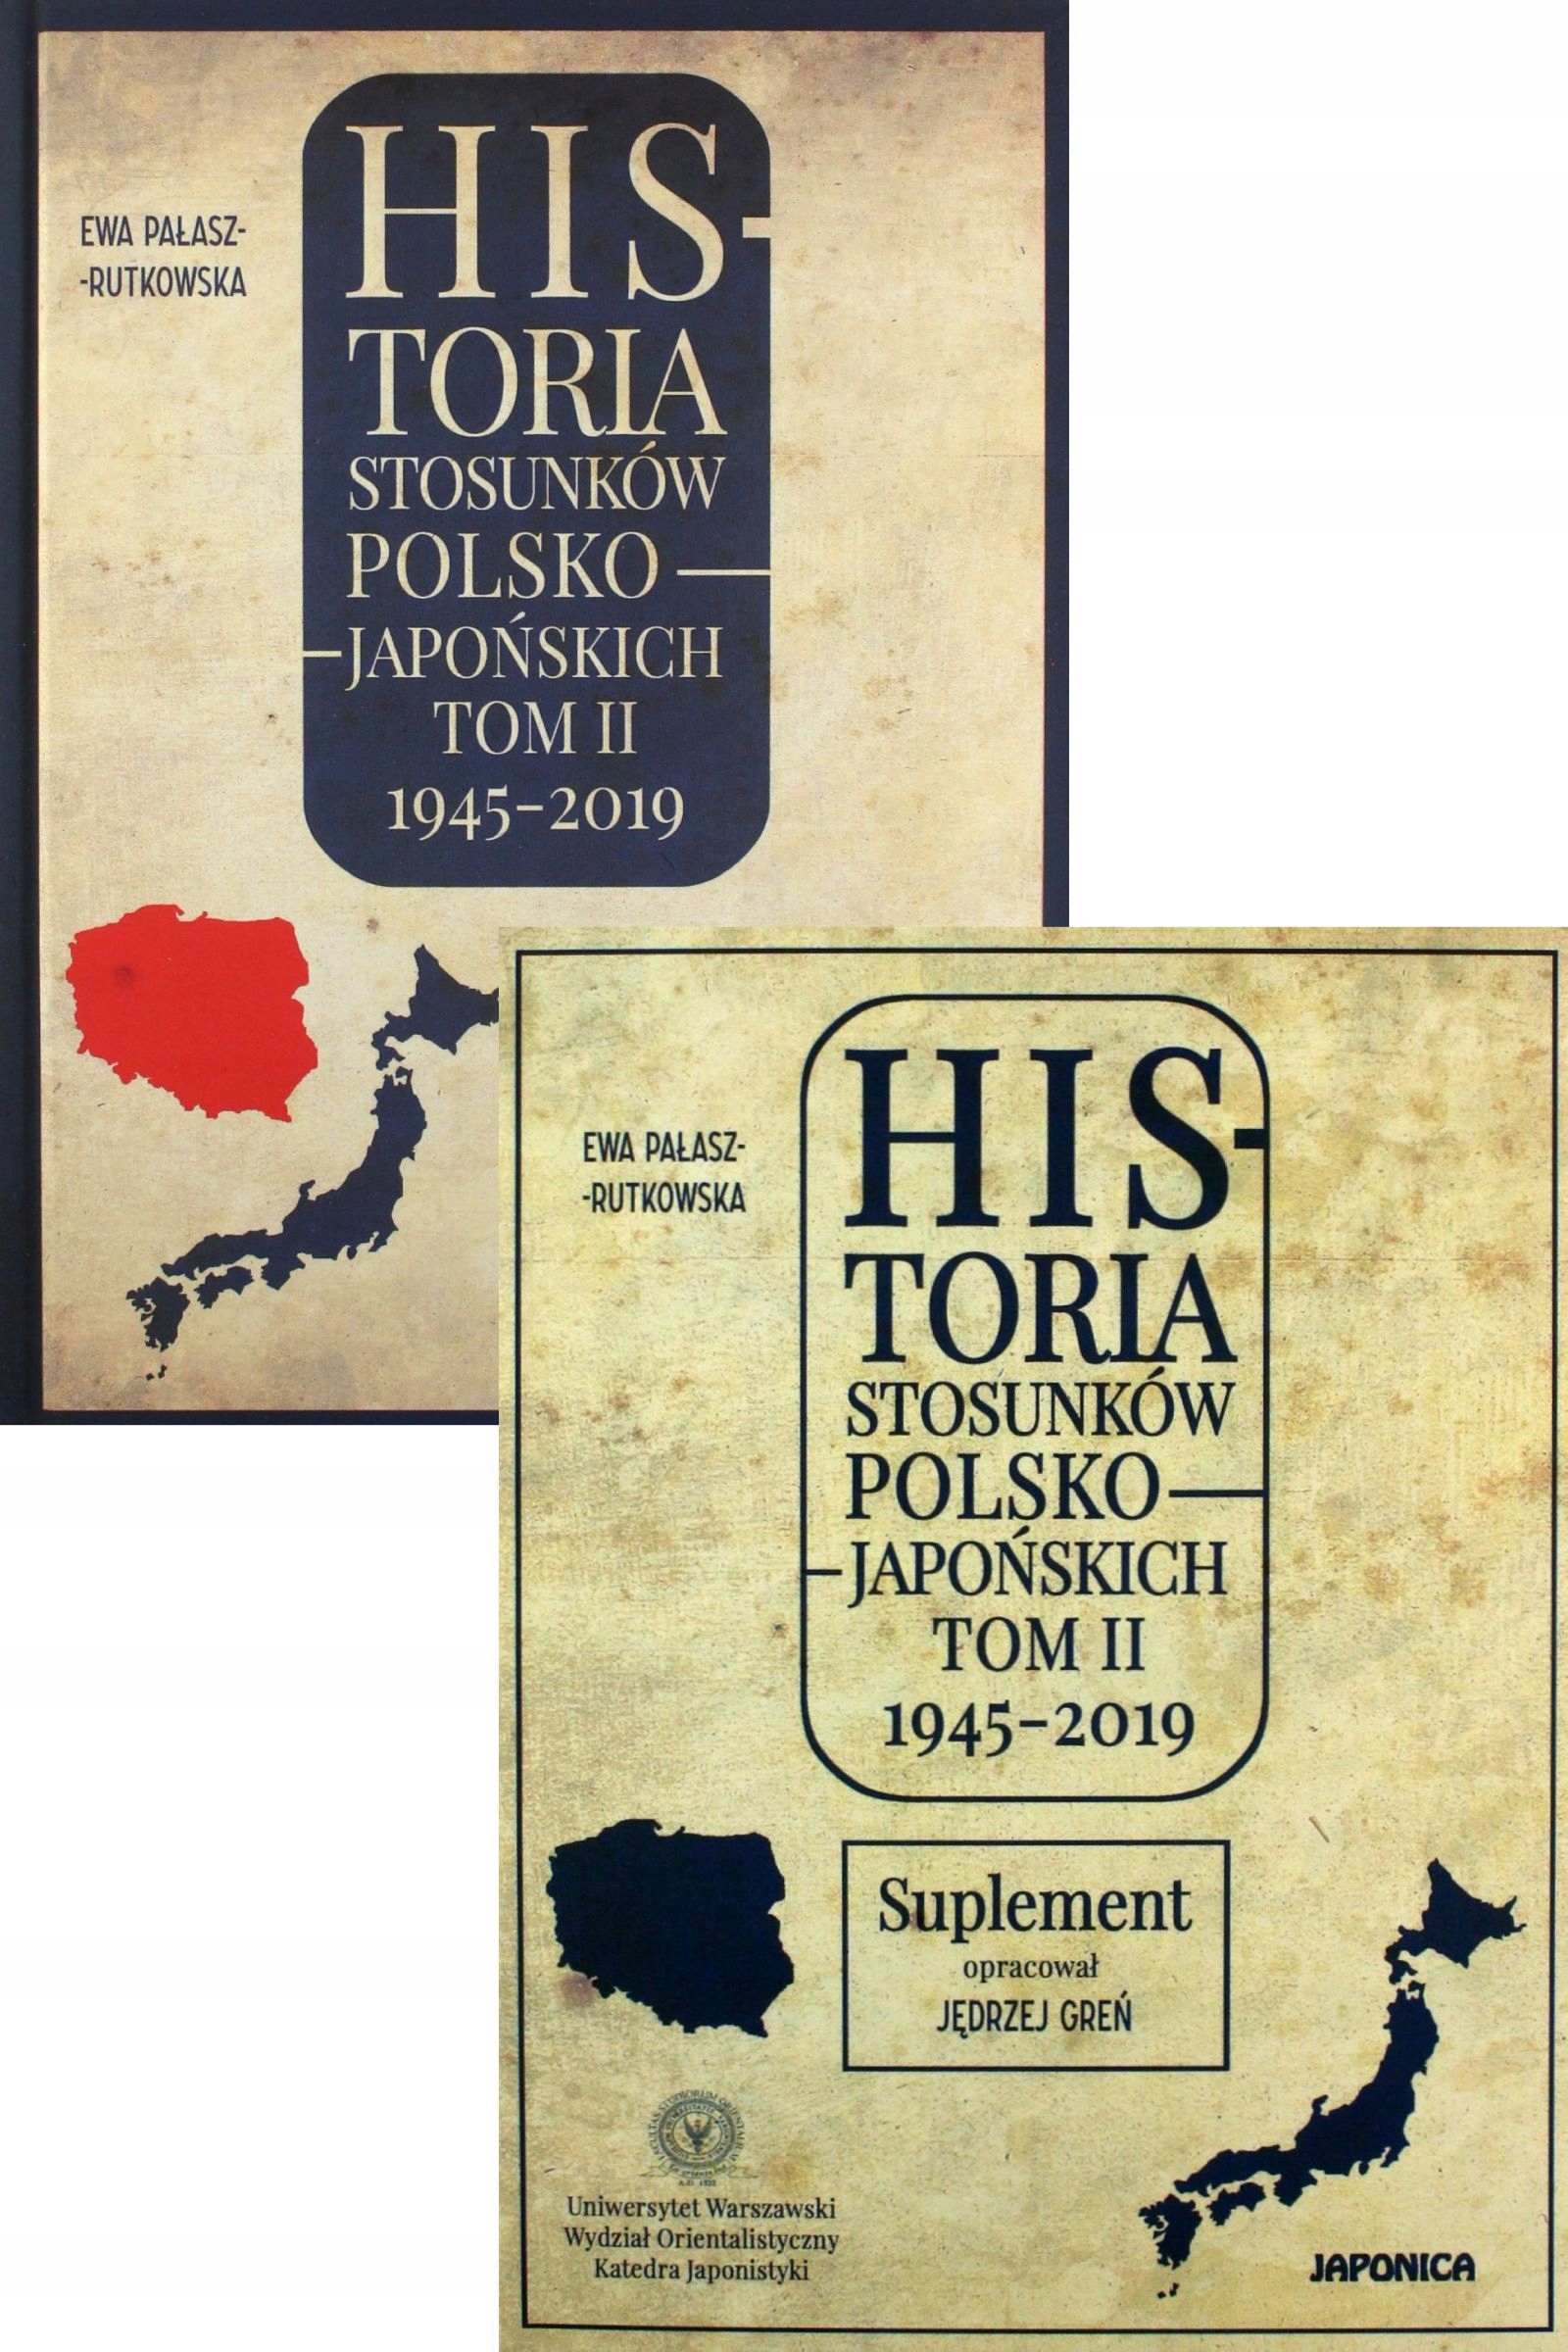 EWA PAŁASZ-
-RUTKOWSKA
HIS-
TORIA
STOSUNKÓW
POLSKO—
–JAPOŃSKICH
TOM II
1945–2019
EWA PAŁASZ-
-RUTKOWSKA
HIS-
TORIA
STOSUNKÓW
POLSKO—
–JAPOŃSKICH
TOM II
1945–2019
Suplement
opracował
JĘDRZEJ GREŃ
Uniwersytet Warszawski
Wydział Orientalistyczny
Katedra Japonistyki
JAPONICA